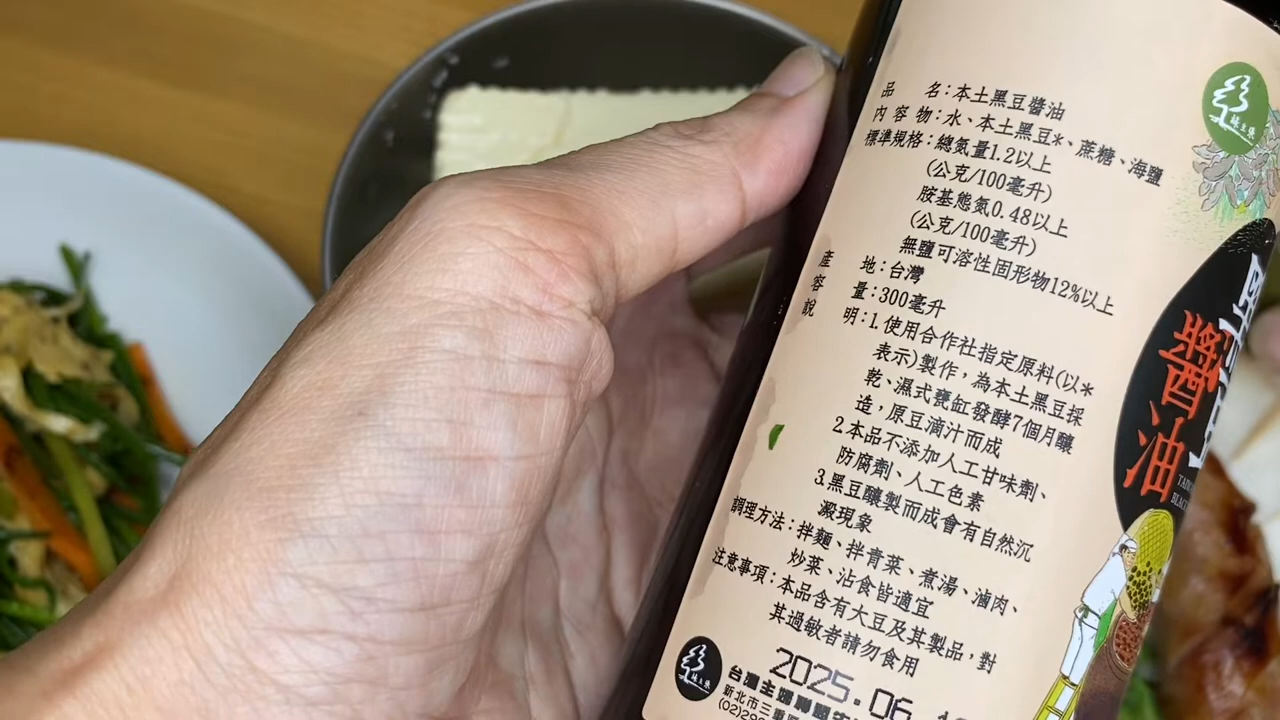 品名:本土黑豆醬油
內容物:水、本土黑豆*、蔗糖、海鹽
標準規格:總氮量1.2以上
(公克/100毫升)
胺基態氮0.48以上
(公克/100毫升)
無鹽可溶性固形物12%以上
產地:台灣
容量:300毫升
說明:1.使用合作社指定原料(以*
表示)製作，為本土黑豆採
乾、濕式甕缸發酵7個月釀
造，原豆滴汁而成
2.本品不添加人工甘味劑、
防腐劑、人工色素
3.黑豆釀製而成會有自然沉
澱現象
調理方法:拌麵、拌青菜、煮湯、滷肉、
炒菜、沾食皆適宜
注意事項:本品含有大豆及其製品，對
其過敏者請勿食用
2025.06
台灣主婦聯盟
新北市三重
(02)29
醬油